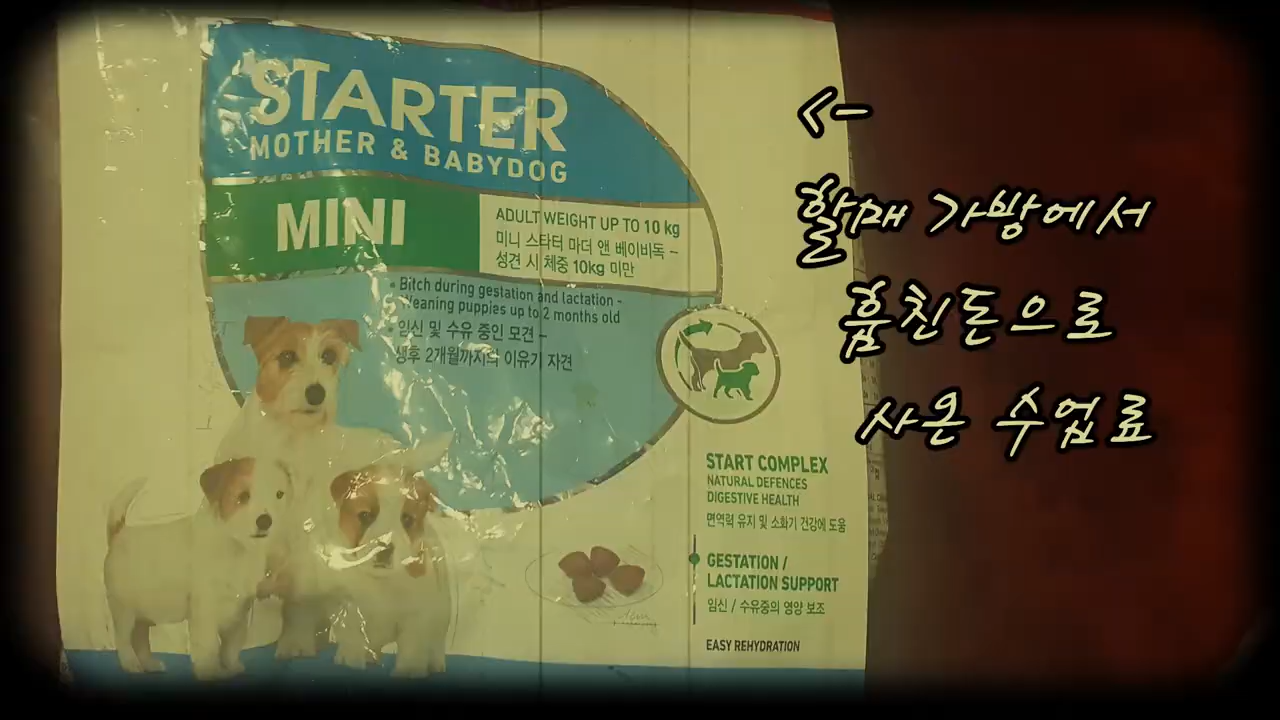 STARTER
MOTHER & BABYDOG
MINI
ADULT WEIGHT UP TO 10 kg
미니 스타터 마더 앤 베이비독 –
성견 시 체중 10kg 미만
• Bitch during gestation and lactation -
Weaning puppies up to 2 months old
• 임신 및 수유 중인 모견 –
생후 2개월까지의 이유기 자견
START COMPLEX
NATURAL DEFENCES
DIGESTIVE HEALTH
면역력 유지 및 소화기 건강에 도움
GESTATION /
LACTATION SUPPORT
임신 / 수유중의 영양 보조
EASY REHYDRATION
<-
할매 가방에서
훔친돈으로
사온 수업료